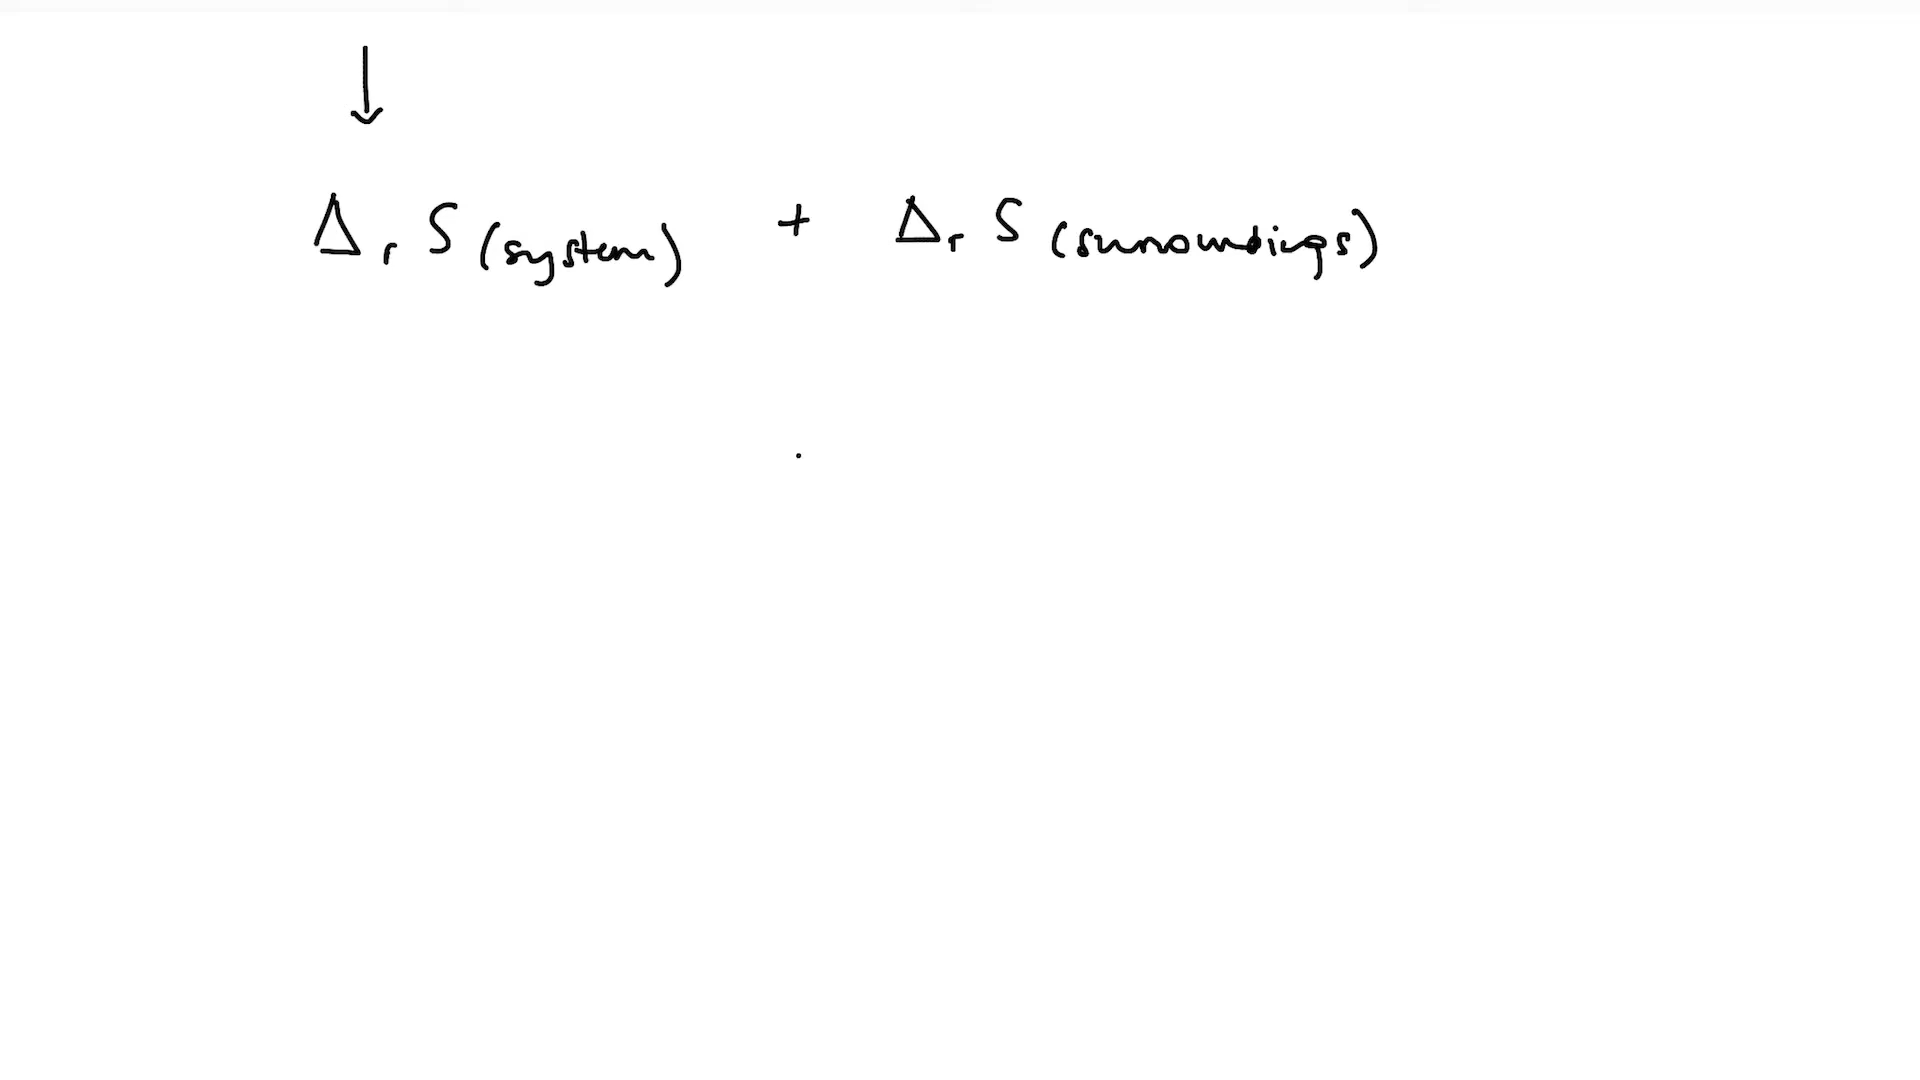 ↓
Δr S (system) + Δr S (surroundings)